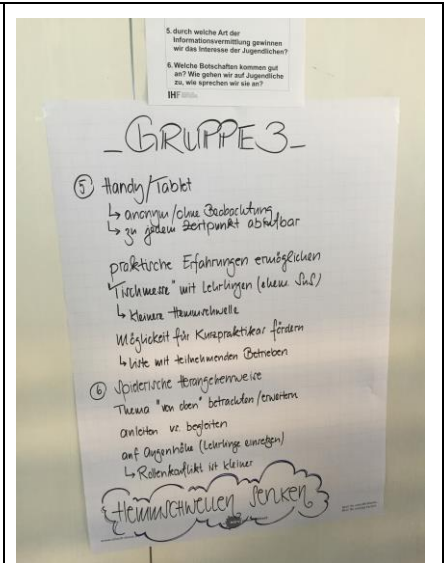 5. durch welche Art der
Informationsvermittlung gewinnen
wir das Interesse der Jugendlichen?
6. Welche Botschaften kommen gut
an? Wie gehen wir auf Jugendliche
zu, wie sprechen wir sie an?
IHF
_GRUPPE 3_
⑤ Handy/Tablet
↳ anonym/ohne Beobachtung
↳ zu jedem Zeitpunkt abrufbar
praktische Erfahrungen ermöglichen
"Tischmesse" mit Lehrlingen (ehem. SuS)
↳ kleinere Hemmschwelle
Möglichkeit für Kurzpraktikas fördern
↳ Liste mit teilnehmenden Betrieben
⑥ Spielerische Herangehensweise
Thema "von oben" betrachten/erweitern
anleiten vs. begleiten
auf Augenhöhe (Lehrlinge einsetzen)
↳ Rollenkonflikt ist kleiner
Hemmschwellen senken